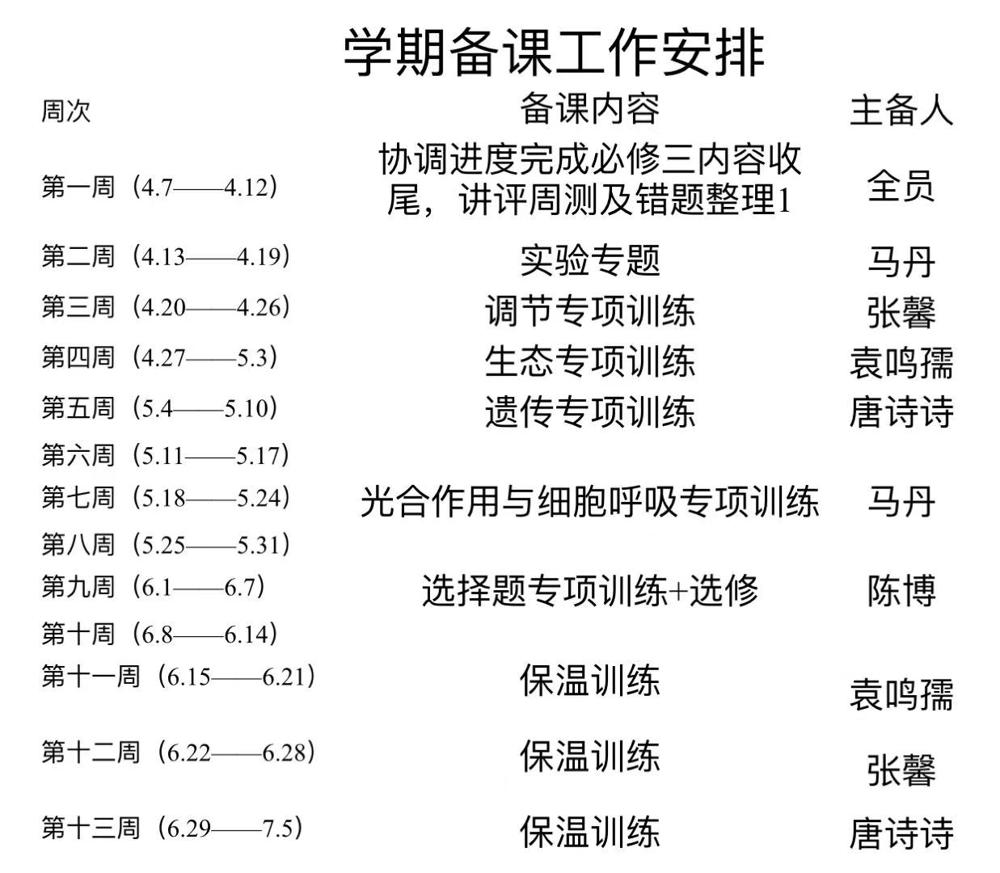 学期备课工作安排
周次 备课内容 主备人
第一周（4.7——4.12） 协调进度完成必修三内容收
尾，讲评周测及错题整理1 全员
第二周（4.13——4.19） 实验专题 马丹
第三周（4.20——4.26） 调节专项训练 张馨
第四周（4.27——5.3） 生态专项训练 袁鸣孺
第五周（5.4——5.10） 遗传专项训练 唐诗诗
第六周（5.11——5.17）
第七周（5.18——5.24） 光合作用与细胞呼吸专项训练 马丹
第八周（5.25——5.31）
第九周（6.1——6.7） 选择题专项训练+选修 陈博
第十周（6.8——6.14）
第十一周（6.15——6.21） 保温训练 袁鸣孺
第十二周（6.22——6.28） 保温训练 张馨
第十三周（6.29——7.5） 保温训练 唐诗诗